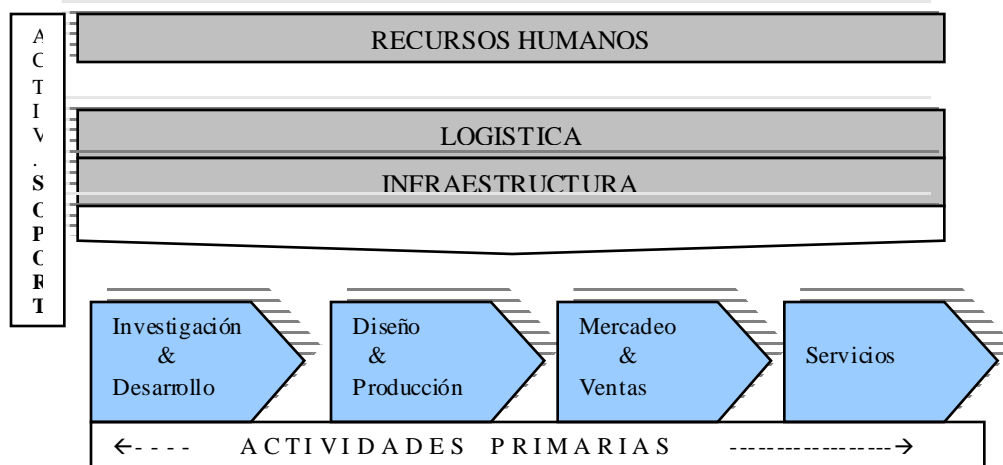 ACTIV. SOPORT
RECURSOS HUMANOS
LOGISTICA
INFRAESTRUCTURA
Investigación
&
Desarrollo
Diseño
&
Producción
Mercadeo
&
Ventas
Servicios
←- - - - ACTIVIDADES PRIMARIAS ------------------→